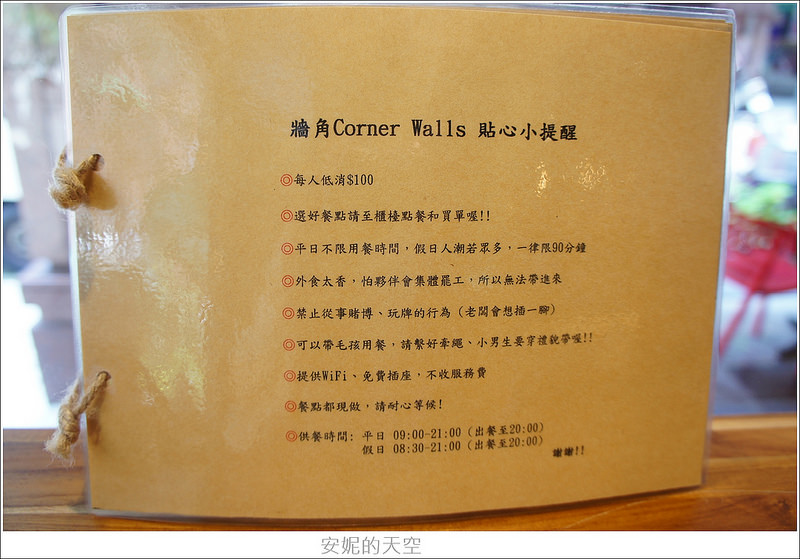 牆角Corner Walls 貼心小提醒
◎每人低消$100
◎選好餐點請至櫃檯點餐和買單喔!!
◎平日不限用餐時間，假日人潮若眾多，一律限90分鐘
◎外食太香，怕夥伴會集體罷工，所以無法帶進來
◎禁止從事賭博、玩牌的行為 (老闆會想插一腳)
◎可以帶毛孩用餐，請繫好牽繩、小男生要穿禮貌帶喔!!
◎提供WiFi、免費插座，不收服務費
◎餐點都現做，請耐心等候!
◎供餐時間: 平日 09:00-21:00 (出餐至20:00)
假日 08:30-21:00 (出餐至20:00)
謝謝!!
安妮的天空